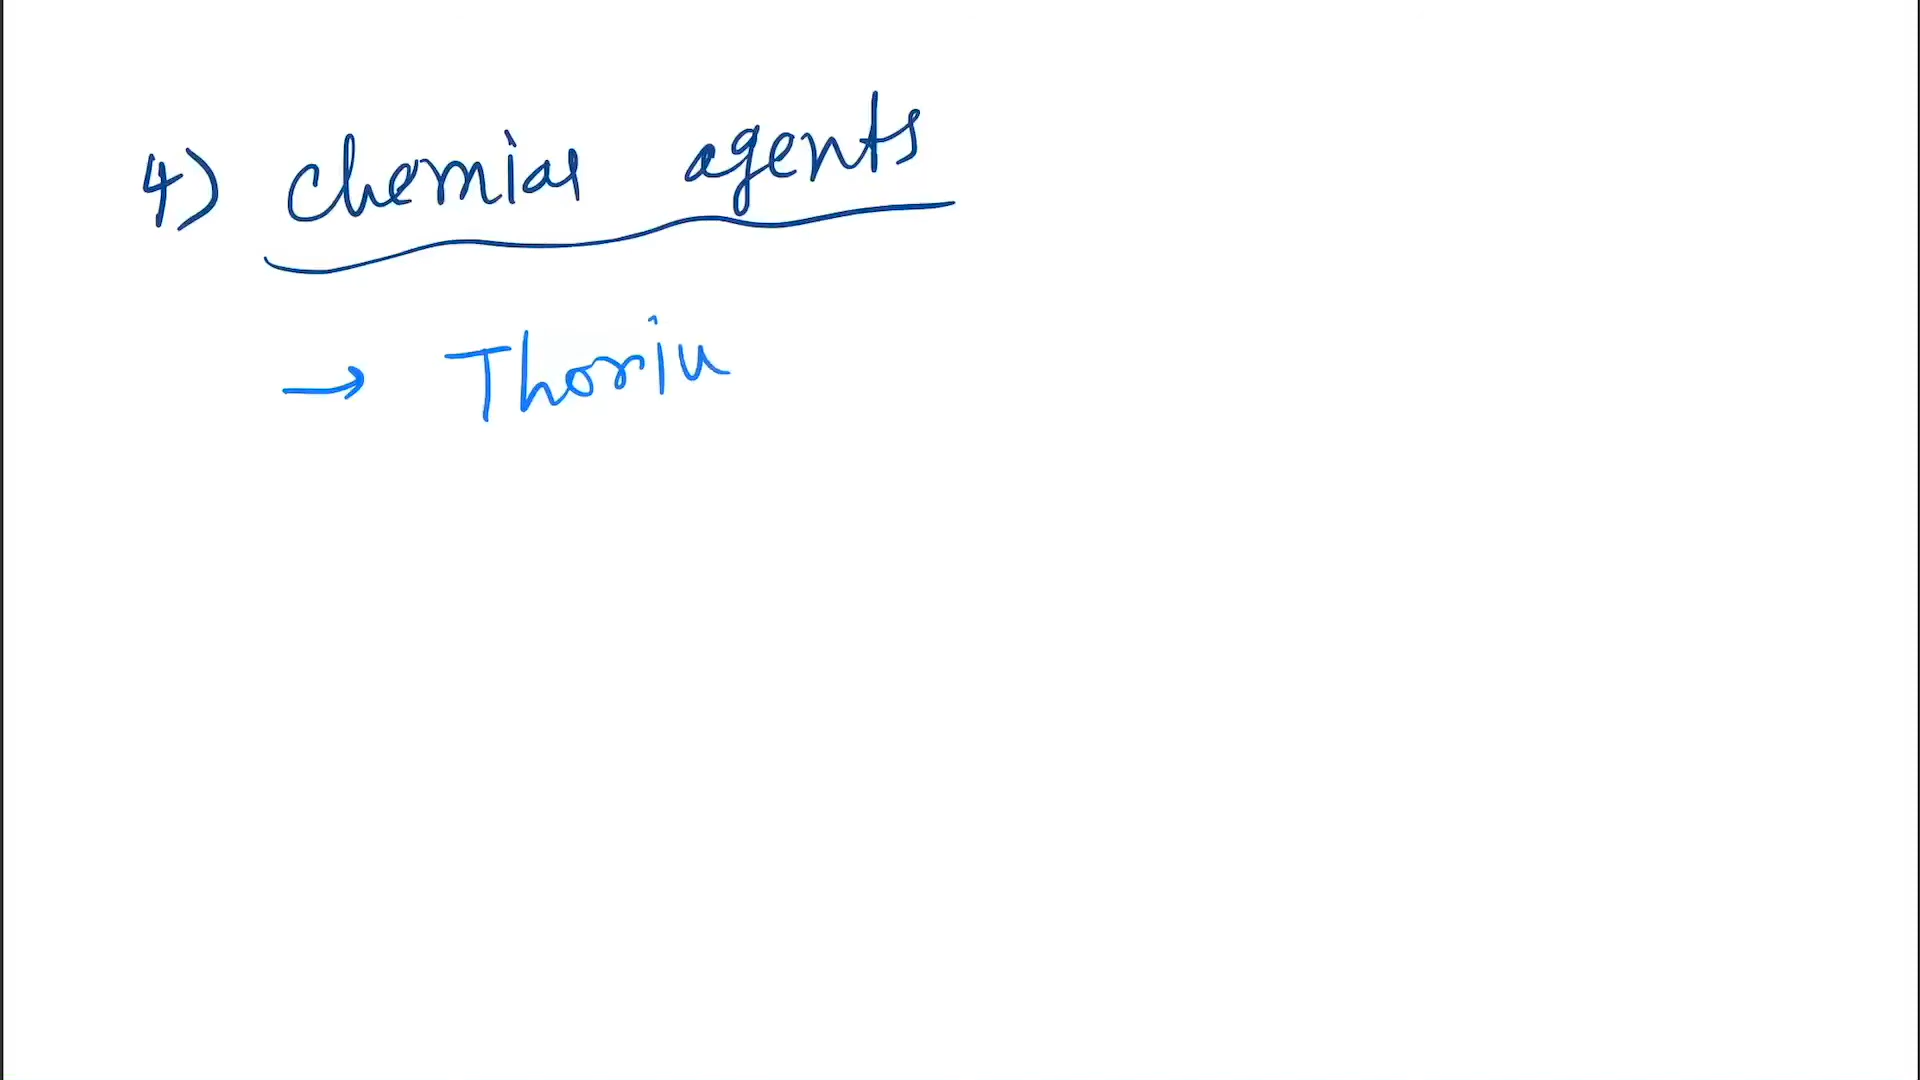 4) chemial agents
→ Thoriu